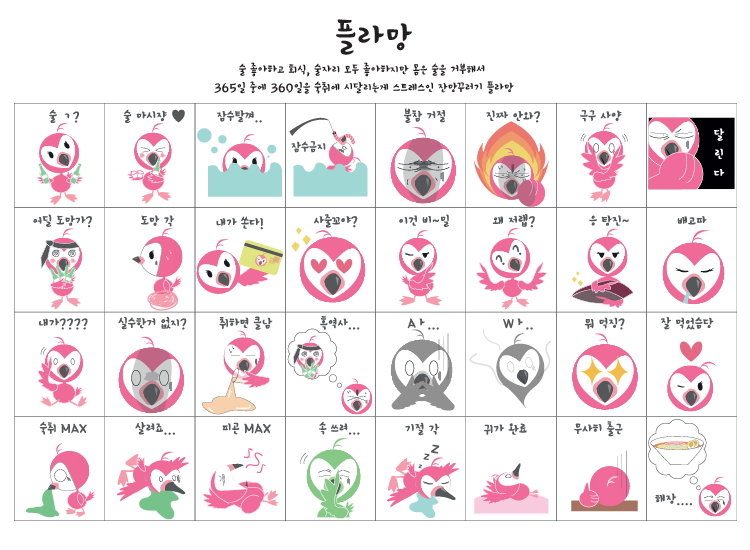 플라망
술 좋아하고 회식, 술자리 모두 좋아하지만 몸은 술을 거부해서
365일 중에 360일을 숙취에 시달리는게 스트레스인 잔망꾸러기 플라망
술 ㄱ?
술 마시쟝 ♥
잠수탈껴..
잠수금지
불참 거절
진짜 안와?
극구 사양
달린다
어딜 도망가?
도망 각
내가 쏜다!
사줄꼬야?
이건 비~밀
왜 저랩?
응 탕진~
배고파
내가????
실수한거 없지?
취하면 클남
흑역사...
Aㅏ...
Wㅏ..
뭐 먹징?
잘 먹었슴당
숙취 MAX
살려죠...
피곤 MAX
속 쓰려...
기절 각
z z z
귀가 완료
무사히 출근
해장....